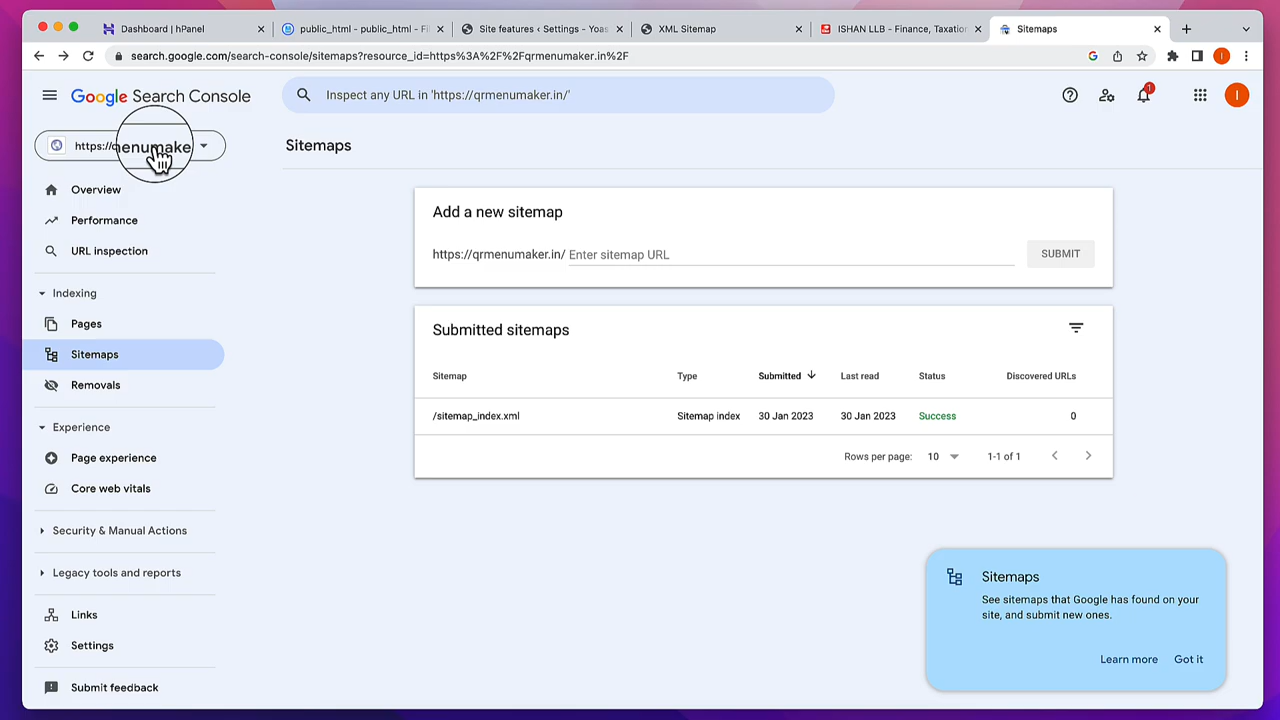 Dashboard | hPanel
public_html - public_html - Fi
Site features ‹ Settings - Yoas
XML Sitemap
ISHAN LLB - Finance, Taxation
Sitemaps
search.google.com/search-console/sitemaps?resource_id=https%3A%2F%2Fqrmenumaker.in%2F
I
Google Search Console
Inspect any URL in 'https://qrmenumaker.in/'
1
I
https://q enumake
Sitemaps
Overview
Performance
URL inspection
Indexing
Pages
Sitemaps
Removals
Experience
Page experience
Core web vitals
Security & Manual Actions
Legacy tools and reports
Links
Settings
Submit feedback
Add a new sitemap
https://qrmenumaker.in/ Enter sitemap URL
SUBMIT
Submitted sitemaps
Sitemap Type Submitted Last read Status Discovered URLs
/sitemap_index.xml Sitemap index 30 Jan 2023 30 Jan 2023 Success 0
Rows per page: 10 1-1 of 1
Sitemaps
See sitemaps that Google has found on your
site, and submit new ones.
Learn more Got it